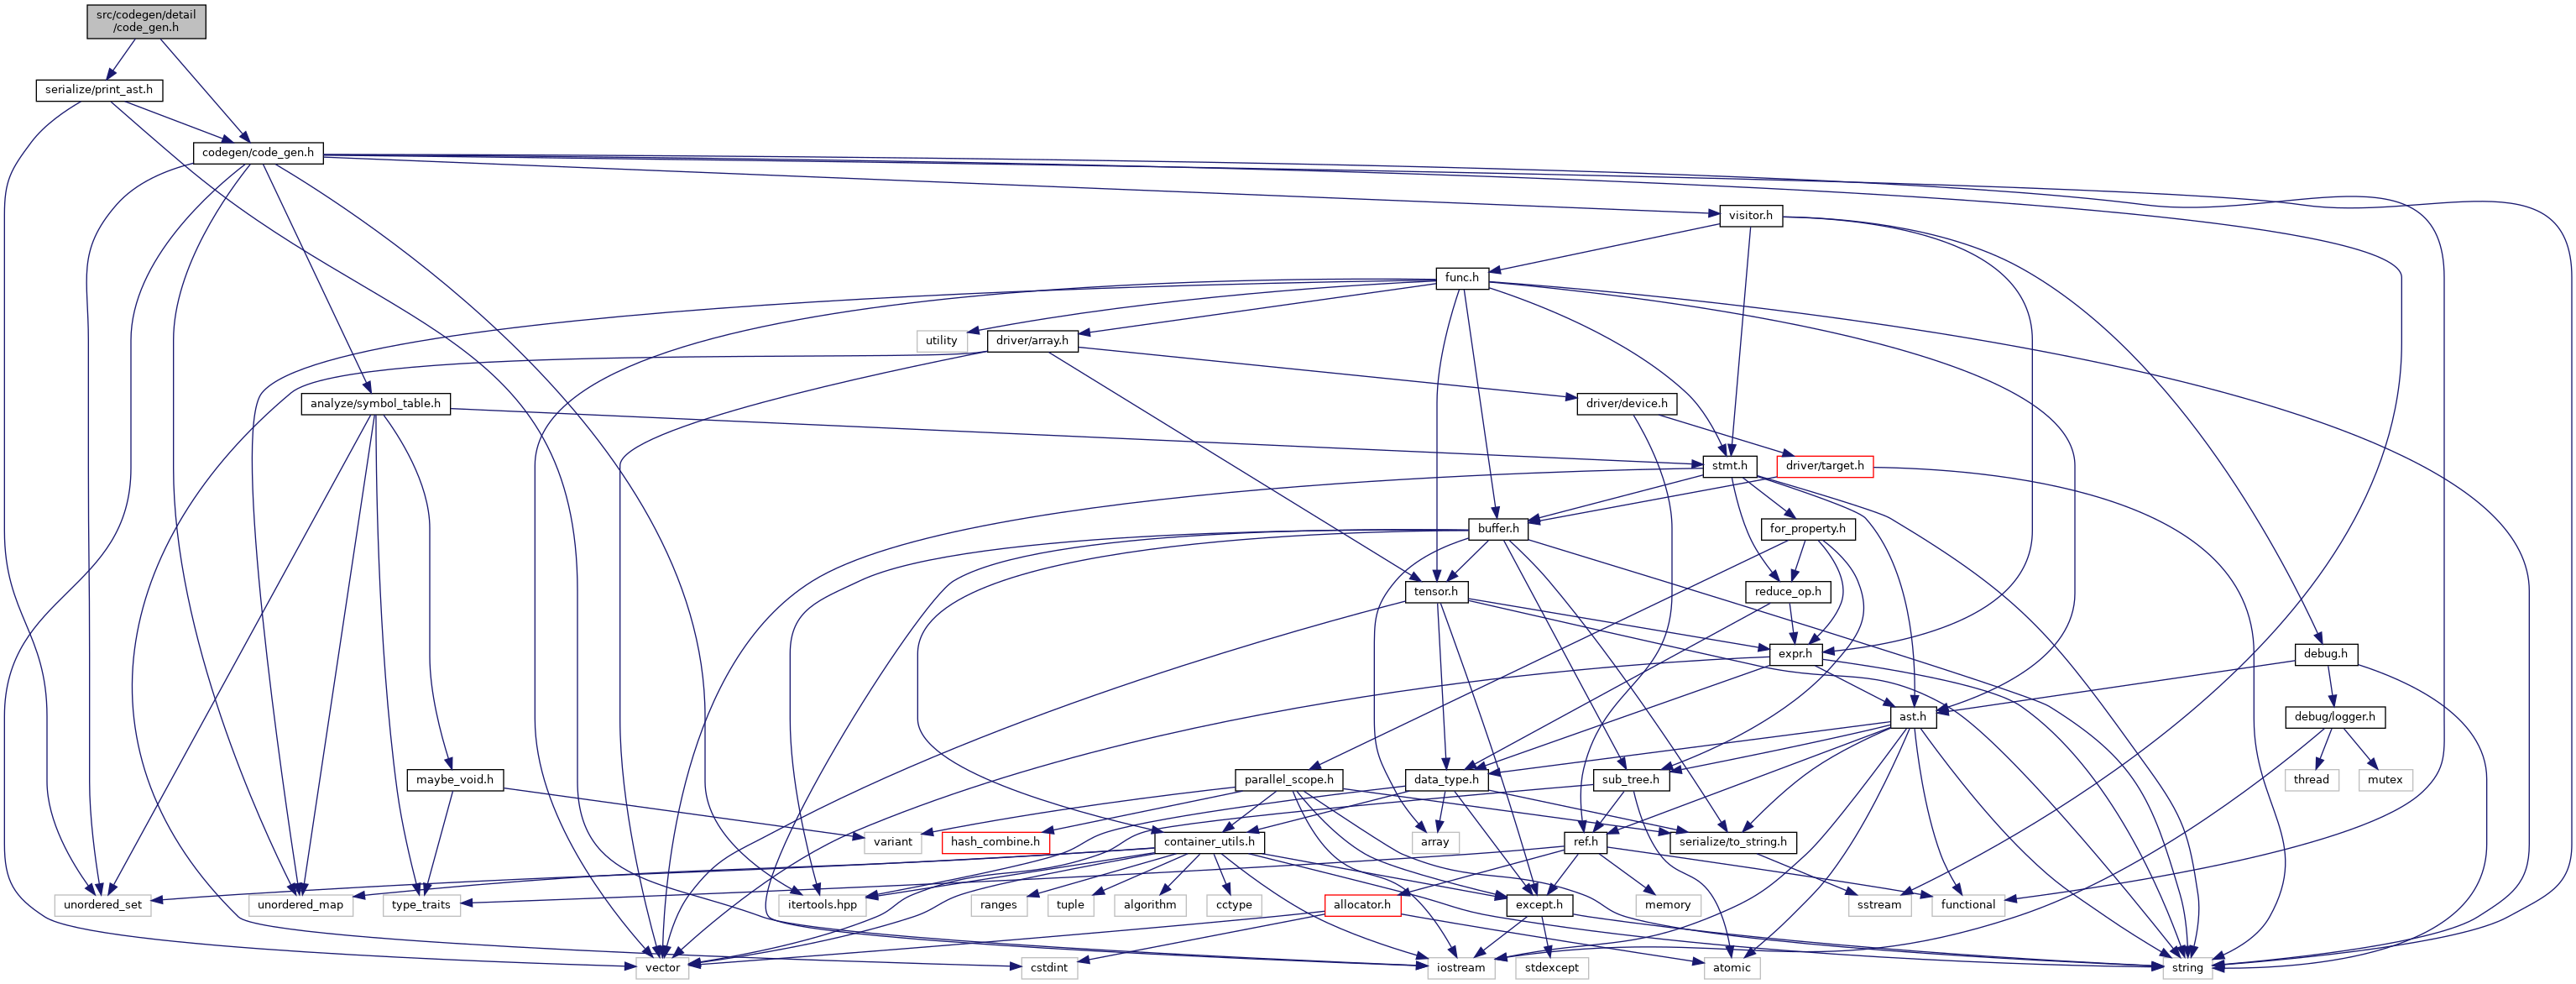 src/codegen/detail
/code_gen.h
serialize/print_ast.h
codegen/code_gen.h
visitor.h
func.h
utility
driver/array.h
analyze/symbol_table.h
driver/device.h
stmt.h
driver/target.h
buffer.h
for_property.h
tensor.h
reduce_op.h
expr.h
debug.h
ast.h
debug/logger.h
maybe_void.h
parallel_scope.h
data_type.h
sub_tree.h
thread
mutex
variant
hash_combine.h
container_utils.h
array
ref.h
serialize/to_string.h
unordered_set
unordered_map
type_traits
itertools.hpp
ranges
tuple
algorithm
cctype
allocator.h
except.h
memory
sstream
functional
vector
cstdint
iostream
stdexcept
atomic
string